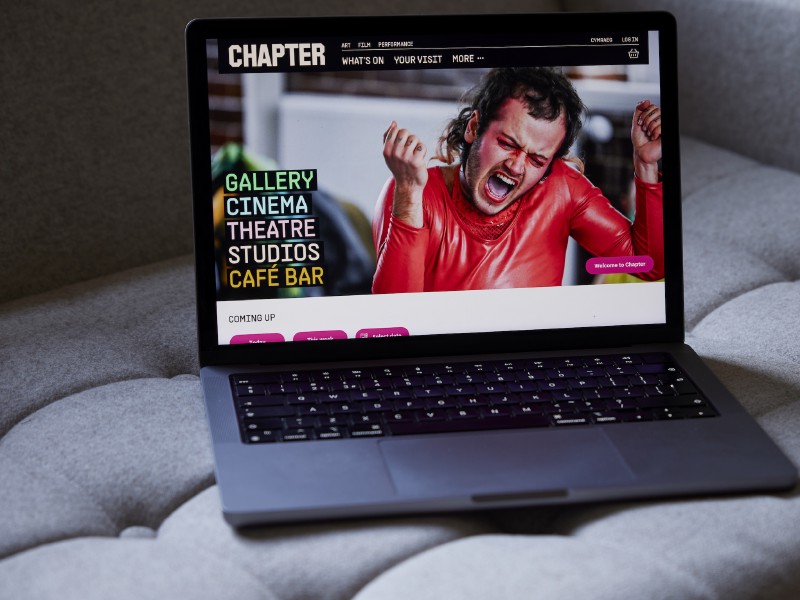 CHAPTER
ART FILM PERFORMANCE
CYMRAEG LOG IN
WHAT'S ON YOUR VISIT MORE
GALLERY
CINEMA
THEATRE
STUDIOS
CAFÉ BAR
Welcome to Chapter
COMING UP
Today This week Select date
Q W E R T Y U I O P
A S D F G H J K L
Z X C V B N M